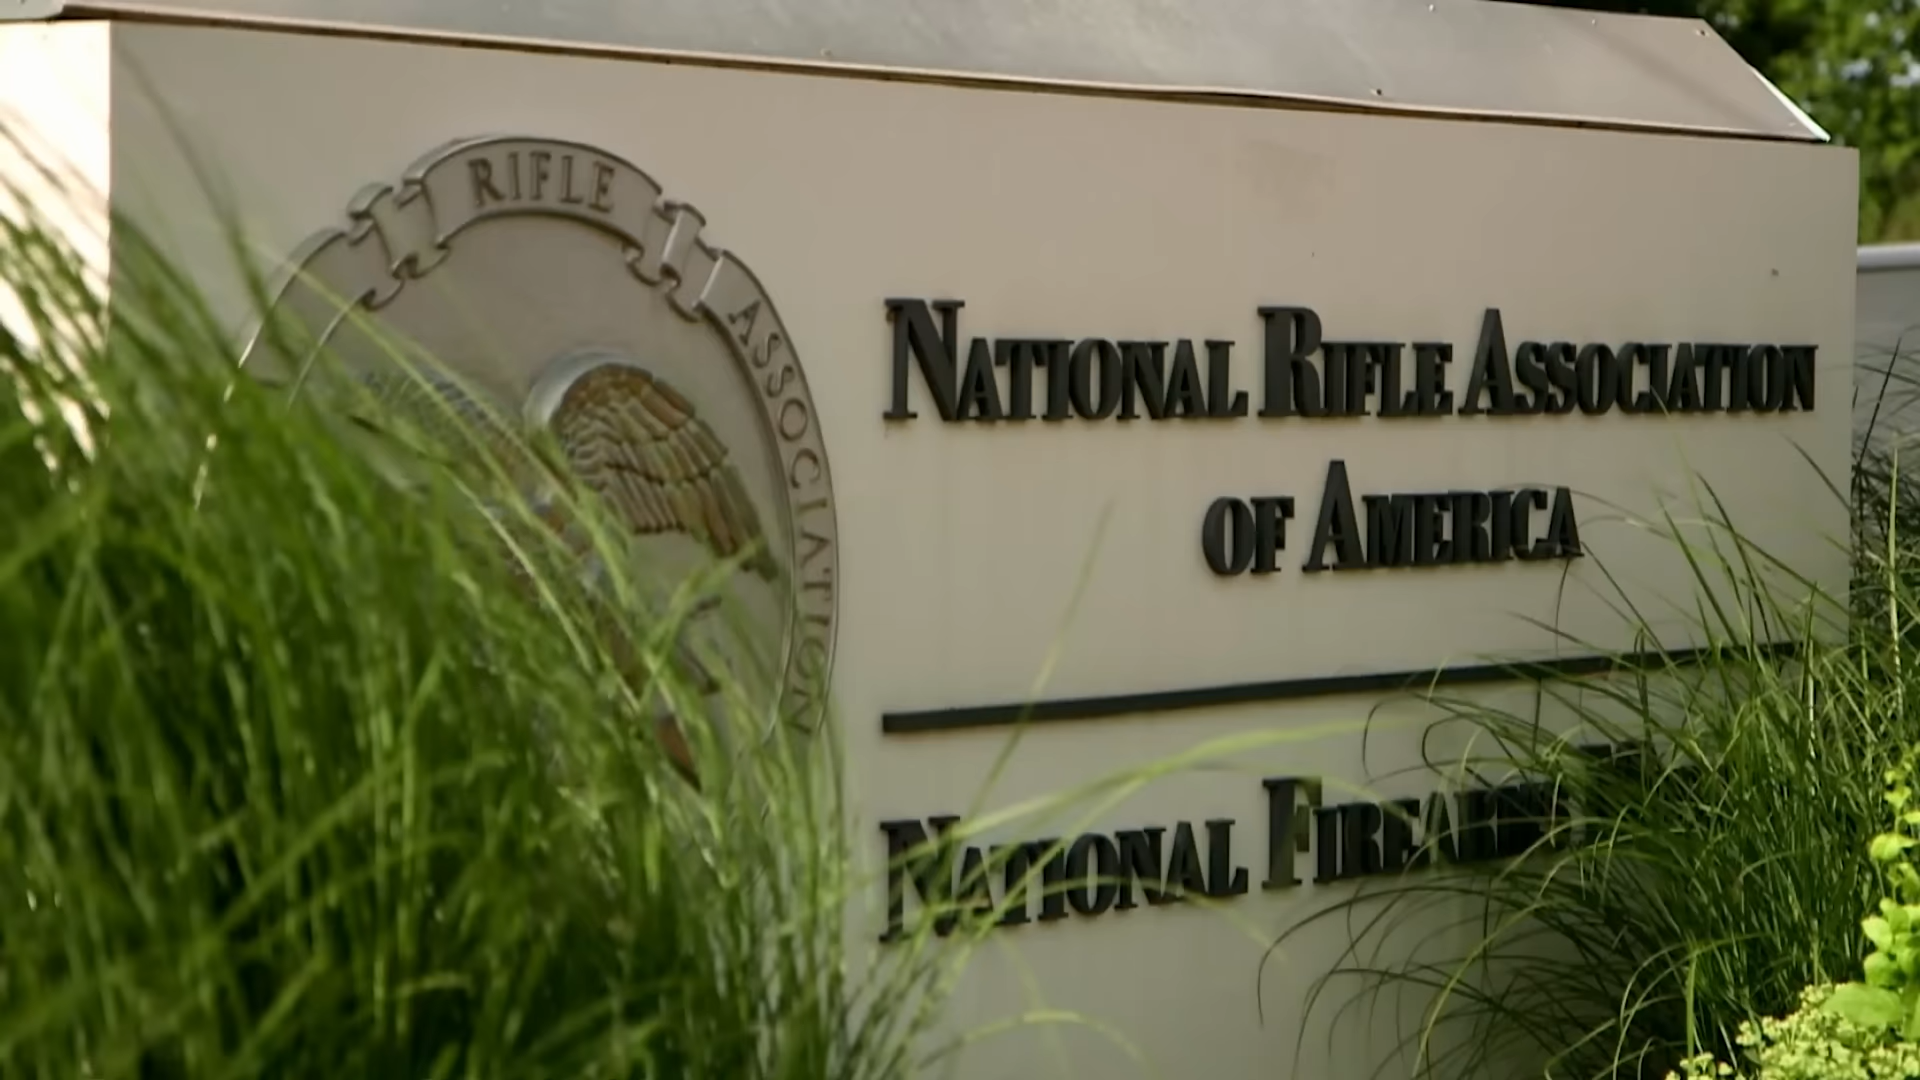 RIFLE
ASSOCIATION
NATIONAL RIFLE ASSOCIATION
OF AMERICA
NATIONAL